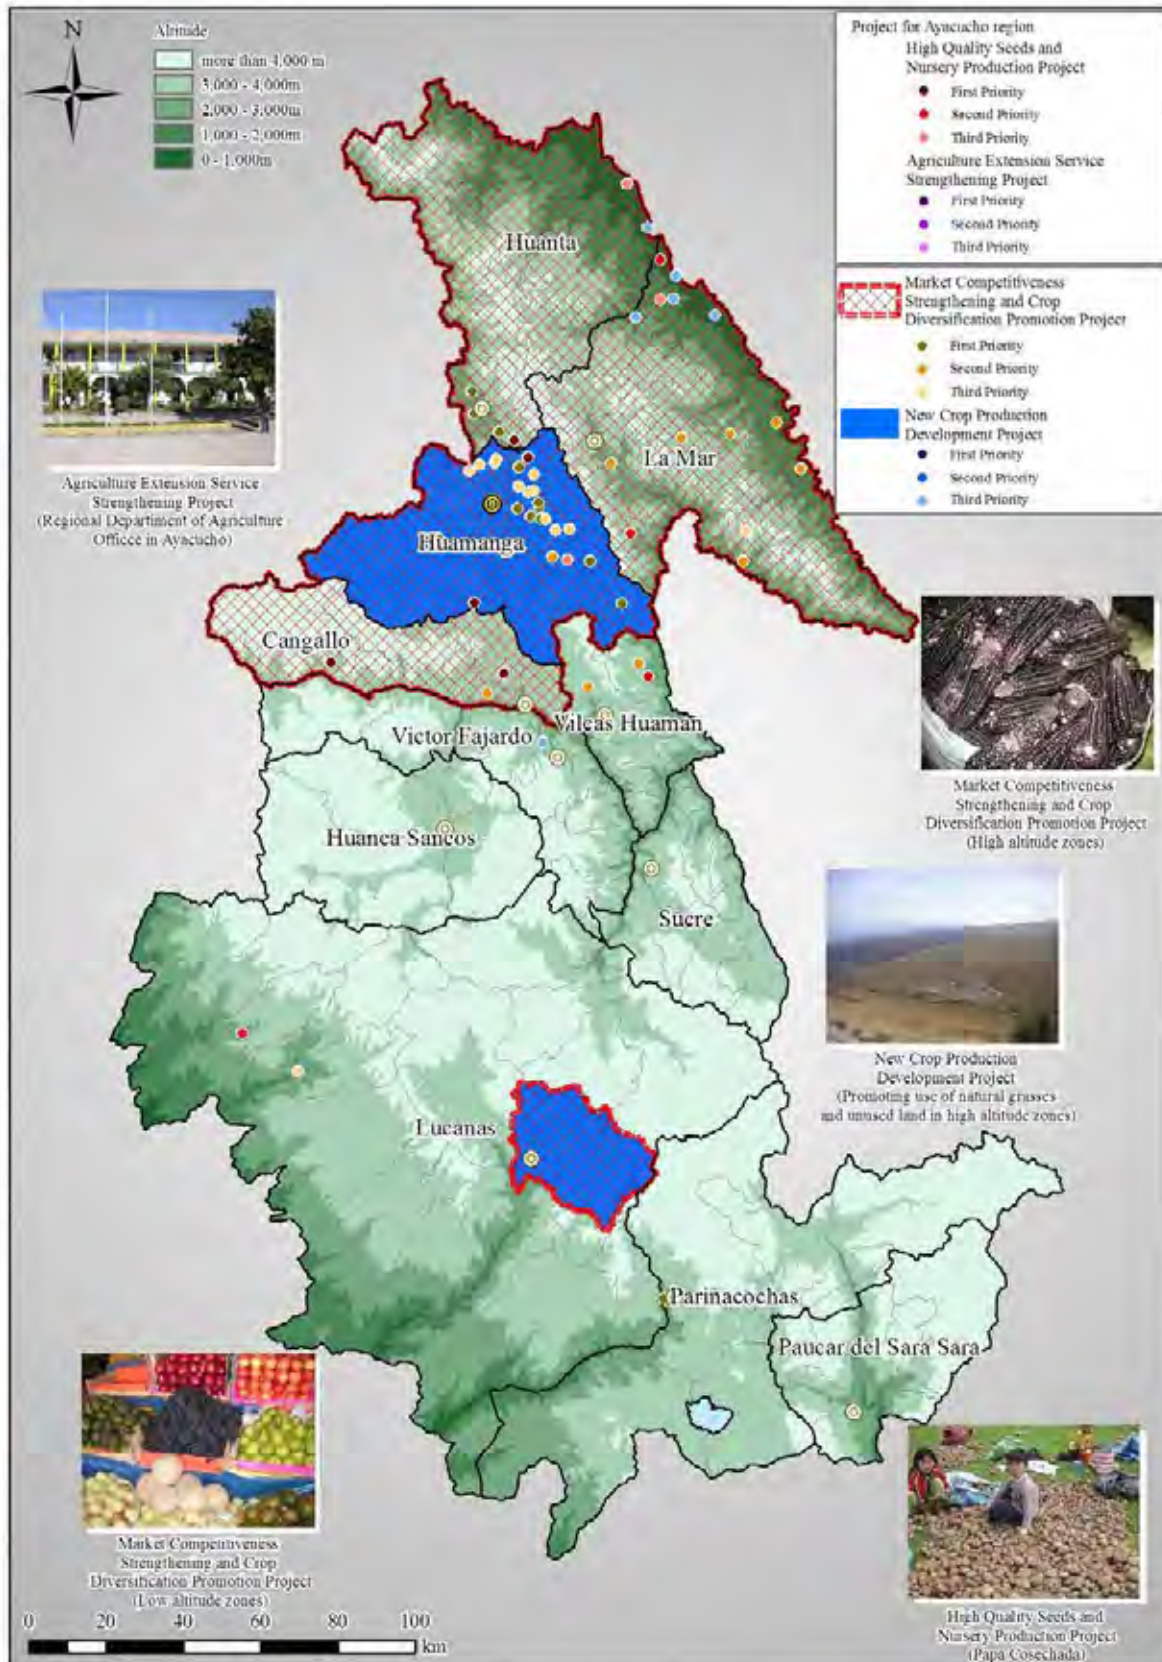 N
Altitude
more than 4,000 m
3,000 - 4,000m
2,000 - 3,000m
1,000 - 2,000m
0 - 1,000m
Project for Ayacucho region
High Quality Seeds and
Nursery Production Project
First Priority
Second Priority
Third Priority
Agriculture Extension Service
Strengthening Project
First Priority
Second Priority
Third Priority
Market Competitiveness
Strengthening and Crop
Diversification Promotion Project
First Priority
Second Priority
Third Priority
New Crop Production
Development Project
First Priority
Second Priority
Third Priority
Huanta
La Mar
Huamanga
Cangallo
Victor Fajardo
Vilcas Huaman
Huanca Sancos
Sucre
Lucanas
Parinacochas
Paucar del Sara Sara
Agriculture Extension Service
Strengthening Project
(Regional Department of Agriculture
Officce in Ayacucho)
Market Competitiveness
Strengthening and Crop
Diversification Promotion Project
(High altitude zones)
New Crop Production
Development Project
(Promoting use of natural grasses
and unused land in high altitude zones)
Market Competitiveness
Strengthening and Crop
Diversification Promotion Project
(Low altitude zones)
High Quality Seeds and
Nursery Production Project
(Papa Cosechada)
0 20 40 60 80 100
km